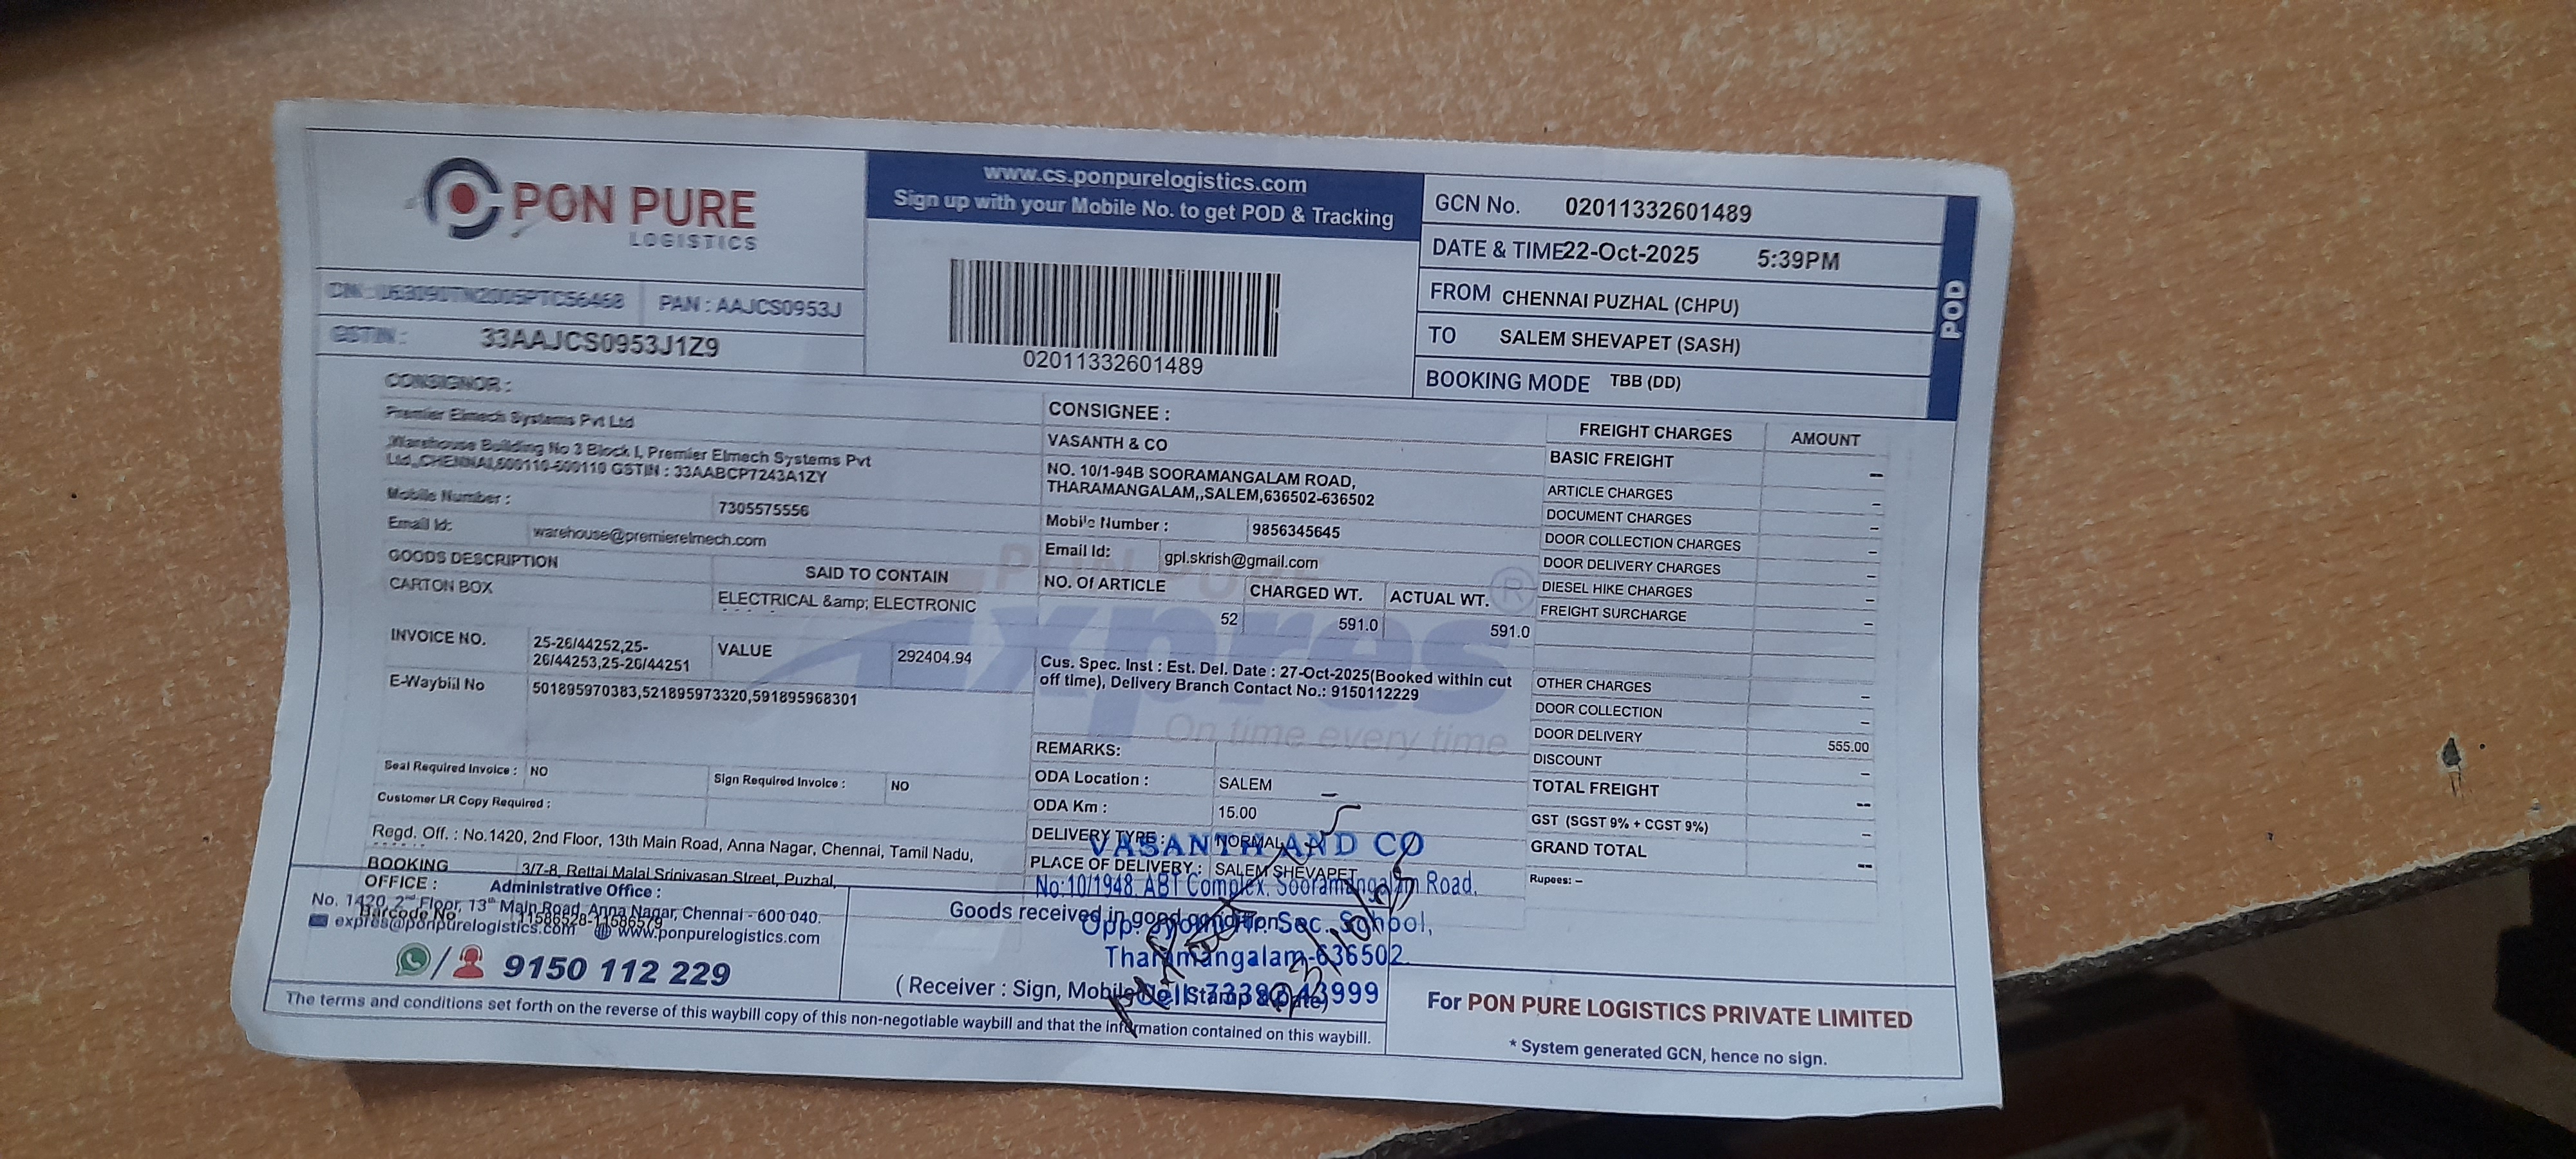 PON PURE
LOGISTICS
www.cs.ponpurelogistics.com
Sign up with your Mobile No. to get POD & Tracking
02011332601489
GCN No. 02011332601489
DATE & TIME 22-Oct-2025 5:39PM
FROM CHENNAI PUZHAL (CHPU)
TO SALEM SHEVAPET (SASH)
BOOKING MODE TBB (DD)
POD
PAN : AAJCS0953J
GSTIN : 33AAJCS0953J1Z9
CONSIGNOR :
Premier Elmech Systems Pvt Ltd
Warehouse Building No 3 Block I, Premier Elmech Systems Pvt
Ltd.,CHENNAI,600110-600110 GSTIN : 33AABCP7243A1ZY
Mobile Number : 7305575556
Email Id: warehouse@premierelmech.com
GOODS DESCRIPTION SAID TO CONTAIN
CARTON BOX ELECTRICAL &amp; ELECTRONIC
INVOICE NO. 25-26/44252,25-
26/44253,25-26/44251
VALUE 292404.94
E-Waybill No 501895970383,521895973320,591895968301
Seal Required Invoice : NO Sign Required Invoice : NO
Customer LR Copy Required :
Regd. Off. : No.1420, 2nd Floor, 13th Main Road, Anna Nagar, Chennai, Tamil Nadu,
BOOKING
OFFICE :
3/7-8, Rettai Malai Srinivasan Street, Puzhal,
Barcode No 11586528-11586579
Administrative Office :
No. 1420, 2nd Floor, 13th Main Road, Anna Nagar, Chennai - 600 040.
expres@ponpurelogistics.com www.ponpurelogistics.com
9150 112 229
CONSIGNEE :
VASANTH & CO
NO. 10/1-94B SOORAMANGALAM ROAD,
THARAMANGALAM,,SALEM,636502-636502
Mobile Number : 9856345645
Email Id: gpl.skrish@gmail.com
NO. Of ARTICLE CHARGED WT. ACTUAL WT.
52 591.0 591.0
PON PURE
Expres ®
On time every time
Cus. Spec. Inst : Est. Del. Date : 27-Oct-2025(Booked within cut
off time), Delivery Branch Contact No.: 9150112229
REMARKS:
ODA Location : SALEM
ODA Km : 15.00
DELIVERY TYPE : NORMAL
PLACE OF DELIVERY : SALEM SHEVAPET
VASANTH AND CO
No:10/1948, ABT Complex, Sooramangalam Road,
Opp. Jyothi Hr. Sec. School,
Tharamangalam-636502.
Goods received in good condition
( Receiver : Sign, Mobile No., Stamp & Date)
FREIGHT CHARGES AMOUNT
BASIC FREIGHT --
ARTICLE CHARGES --
DOCUMENT CHARGES --
DOOR COLLECTION CHARGES --
DOOR DELIVERY CHARGES --
DIESEL HIKE CHARGES --
FREIGHT SURCHARGE --
OTHER CHARGES --
DOOR COLLECTION --
DOOR DELIVERY 555.00
DISCOUNT --
TOTAL FREIGHT --
GST (SGST 9% + CGST 9%) --
GRAND TOTAL --
Rupees: --
The terms and conditions set forth on the reverse of this waybill copy of this non-negotiable waybill and that the information contained on this waybill.
For PON PURE LOGISTICS PRIVATE LIMITED
* System generated GCN, hence no sign.